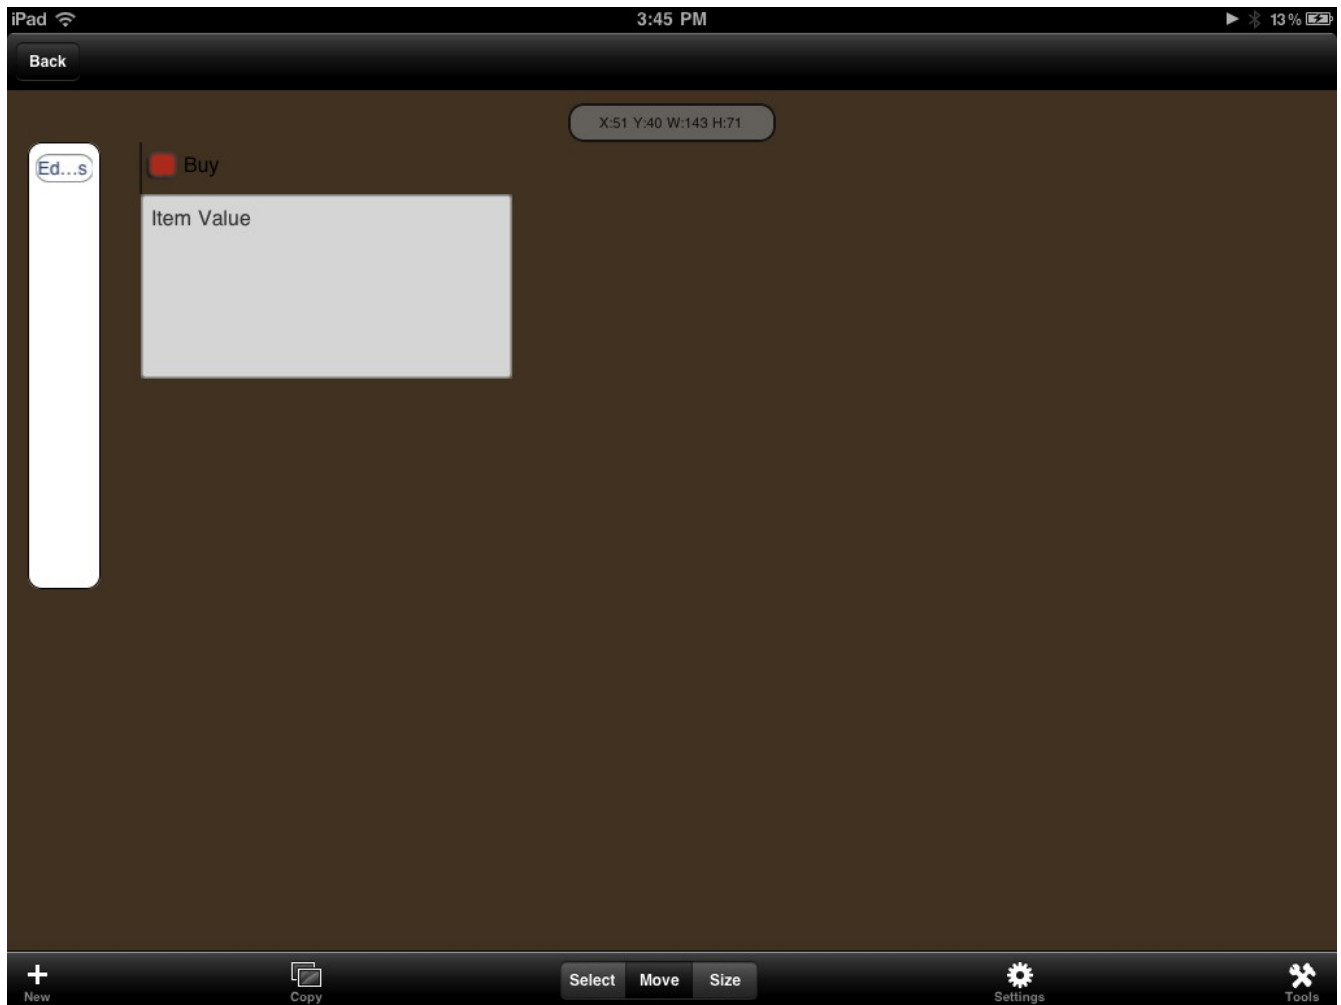 iPad 3:45 PM 13%
Back
X:51 Y:40 W:143 H:71
Ed...s Buy
Item Value
Select Move Size
New Copy Settings Tools